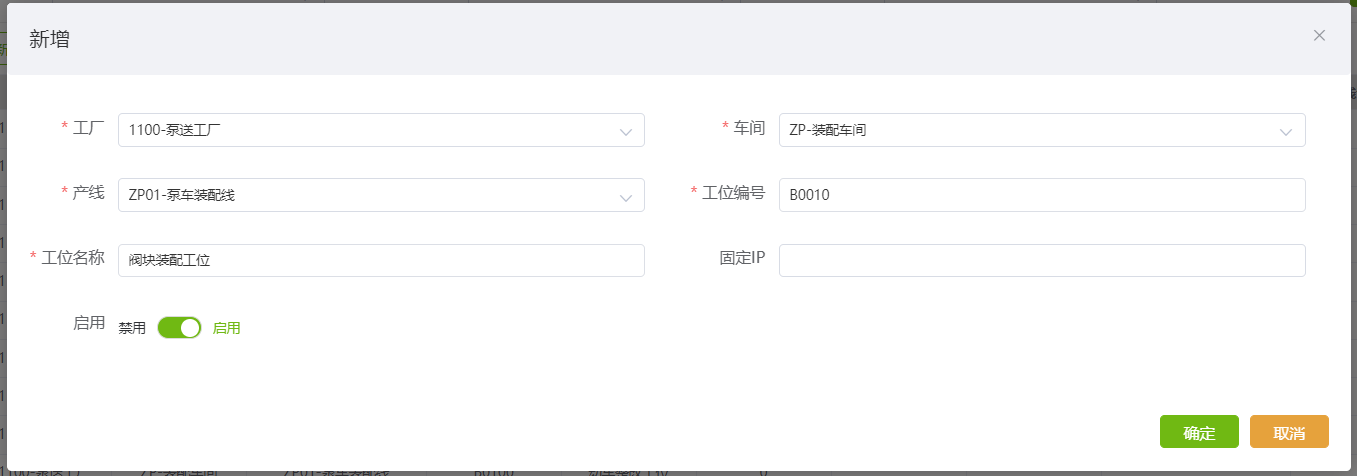 新增
* 工厂 1100-泵送工厂
* 车间 ZP-装配车间
* 产线 ZP01-泵车装配线
* 工位编号 B0010
* 工位名称 阀块装配工位
固定IP
启用 禁用 启用
确定 取消